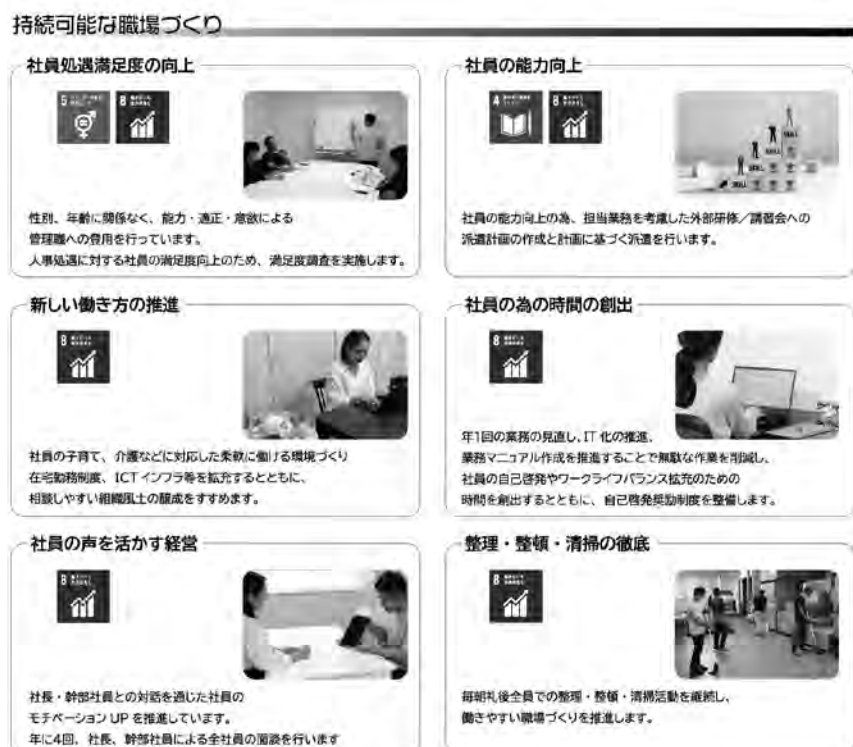 持続可能な職場づくり
社員処遇満足度の向上
5
8
性別、年齢に関係なく、能力・適正・意欲による
管理職への登用を行っています。
人事処遇に対する社員の満足度向上のため、満足度調査を実施します。
社員の能力向上
4
8
SKILL
SKILL
SKILL
SKILL
社員の能力向上の為、担当業務を考慮した外部研修／講習会への
派遣計画の作成と計画に基づく派遣を行います。
新しい働き方の推進
8
社員の子育て、介護などに対応した柔軟に働ける環境づくり
在宅勤務制度、ICTインフラ等を拡充するとともに、
相談しやすい組織風土の醸成をすすめます。
社員の為の時間の創出
8
年1回の業務の見直し、IT化の推進、
業務マニュアル作成を推進することで無駄な作業を削減し、
社員の自己啓発やワークライフバランス拡充のための
時間を創出するとともに、自己啓発奨励制度を整備します。
社員の声を活かす経営
8
社長・幹部社員との対話を通じた社員の
モチベーションUPを推進しています。
年に4回、社長、幹部社員による全社員の面談を行います
整理・整頓・清掃の徹底
8
毎朝礼後全員での整理・整頓・清掃活動を継続し、
働きやすい職場づくりを推進します。